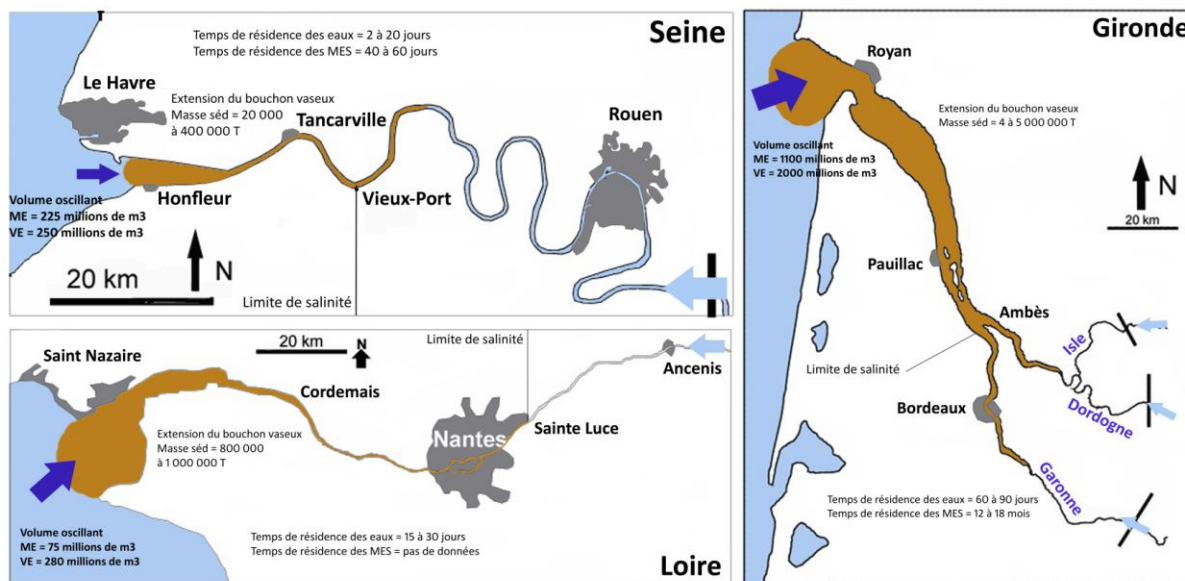 Seine
Temps de résidence des eaux = 2 à 20 jours
Temps de résidence des MES = 40 à 60 jours
Le Havre
Extension du bouchon vaseux
Masse séd = 20 000
à 400 000 T
Tancarville
Rouen
Honfleur
Vieux-Port
Volume oscillant
ME = 225 millions de m3
VE = 250 millions de m3
N
20 km
Limite de salinité
20 km
N
Limite de salinité
Saint Nazaire
Cordemais
Ancenis
Sainte Luce
Nantes
Extension du bouchon vaseux
Masse séd = 800 000
à 1 000 000 T
Volume oscillant
ME = 75 millions de m3
VE = 280 millions de m3
Temps de résidence des eaux = 15 à 30 jours
Temps de résidence des MES = pas de données
Loire
Gironde
Royan
Extension du bouchon vaseux
Masse séd = 4 à 5 000 000 T
Volume oscillant
ME = 1100 millions de m3
VE = 2000 millions de m3
N
20 km
Pauillac
Ambès
Isle
Limite de salinité
Dordogne
Bordeaux
Garonne
Temps de résidence des eaux = 60 à 90 jours
Temps de résidence des MES = 12 à 18 mois